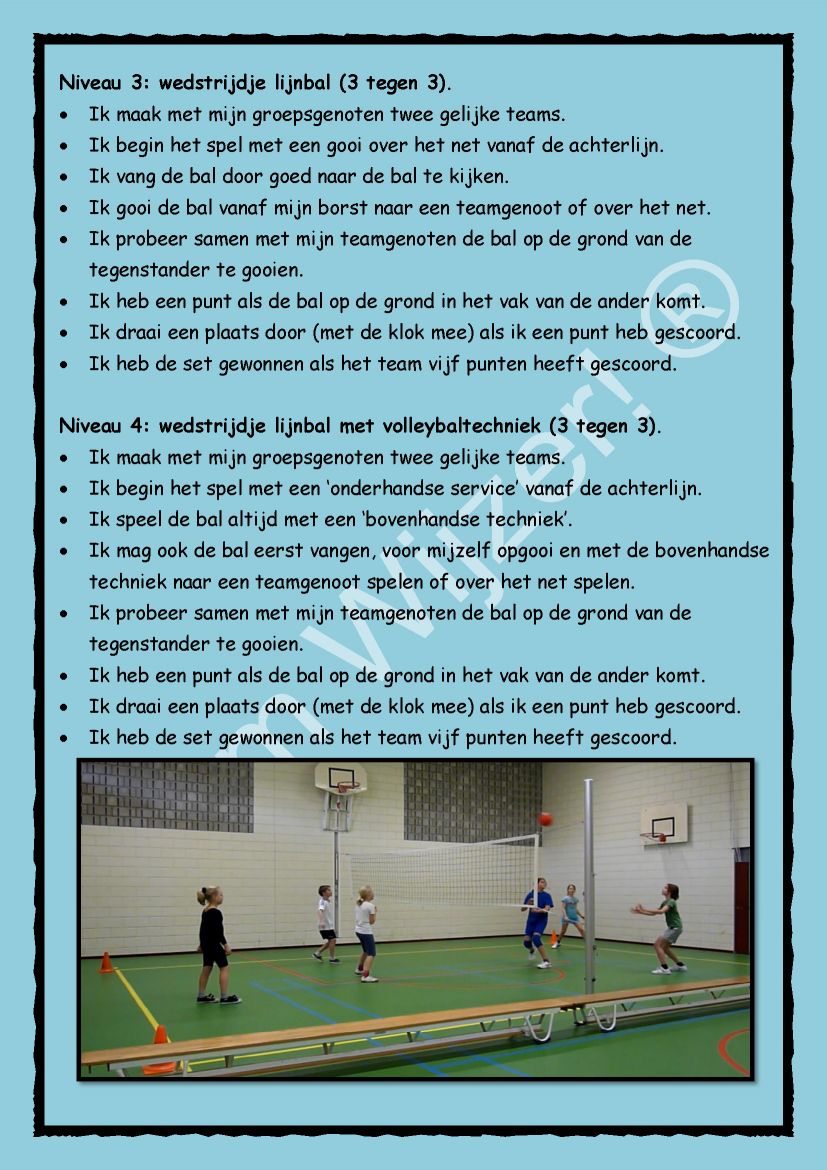 Niveau 3: wedstrijdje lijnbal (3 tegen 3).
• Ik maak met mijn groepsgenoten twee gelijke teams.
• Ik begin het spel met een gooi over het net vanaf de achterlijn.
• Ik vang de bal door goed naar de bal te kijken.
• Ik gooi de bal vanaf mijn borst naar een teamgenoot of over het net.
• Ik probeer samen met mijn teamgenoten de bal op de grond van de
tegenstander te gooien.
• Ik heb een punt als de bal op de grond in het vak van de ander komt.
• Ik draai een plaats door (met de klok mee) als ik een punt heb gescoord.
• Ik heb de set gewonnen als het team vijf punten heeft gescoord.
Niveau 4: wedstrijdje lijnbal met volleybaltechniek (3 tegen 3).
• Ik maak met mijn groepsgenoten twee gelijke teams.
• Ik begin het spel met een ‘onderhandse service’ vanaf de achterlijn.
• Ik speel de bal altijd met een ‘bovenhandse techniek’.
• Ik mag ook de bal eerst vangen, voor mijzelf opgooi en met de bovenhandse
techniek naar een teamgenoot spelen of over het net spelen.
• Ik probeer samen met mijn teamgenoten de bal op de grond van de
tegenstander te gooien.
• Ik heb een punt als de bal op de grond in het vak van de ander komt.
• Ik draai een plaats door (met de klok mee) als ik een punt heb gescoord.
• Ik heb de set gewonnen als het team vijf punten heeft gescoord.
Wijzer! ®